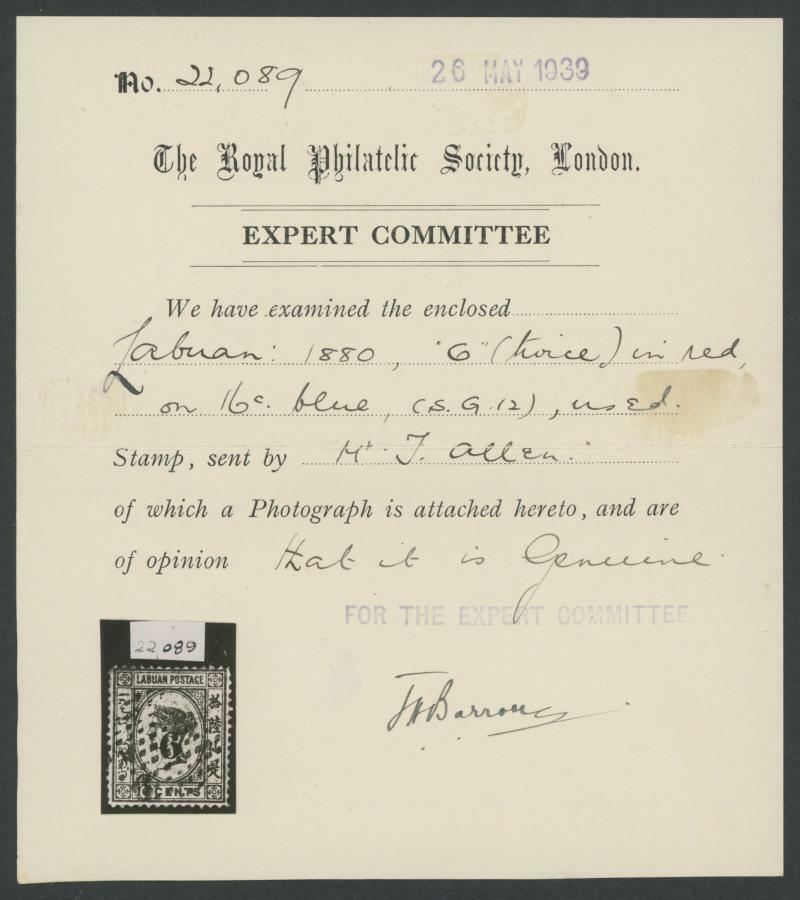 No. 22,089 26 MAY 1939
The Royal Philatelic Society, London.
EXPERT COMMITTEE
We have examined the enclosed
Labuan: 1880, "6" (twice) in red,
on 16c. blue, (S.G.12), used.
Stamp, sent by Mr. T. Allen.
of which a Photograph is attached hereto, and are
of opinion that it is Genuine
FOR THE EXPERT COMMITTEE
22,089
LABUAN POSTAGE
6
CENTS